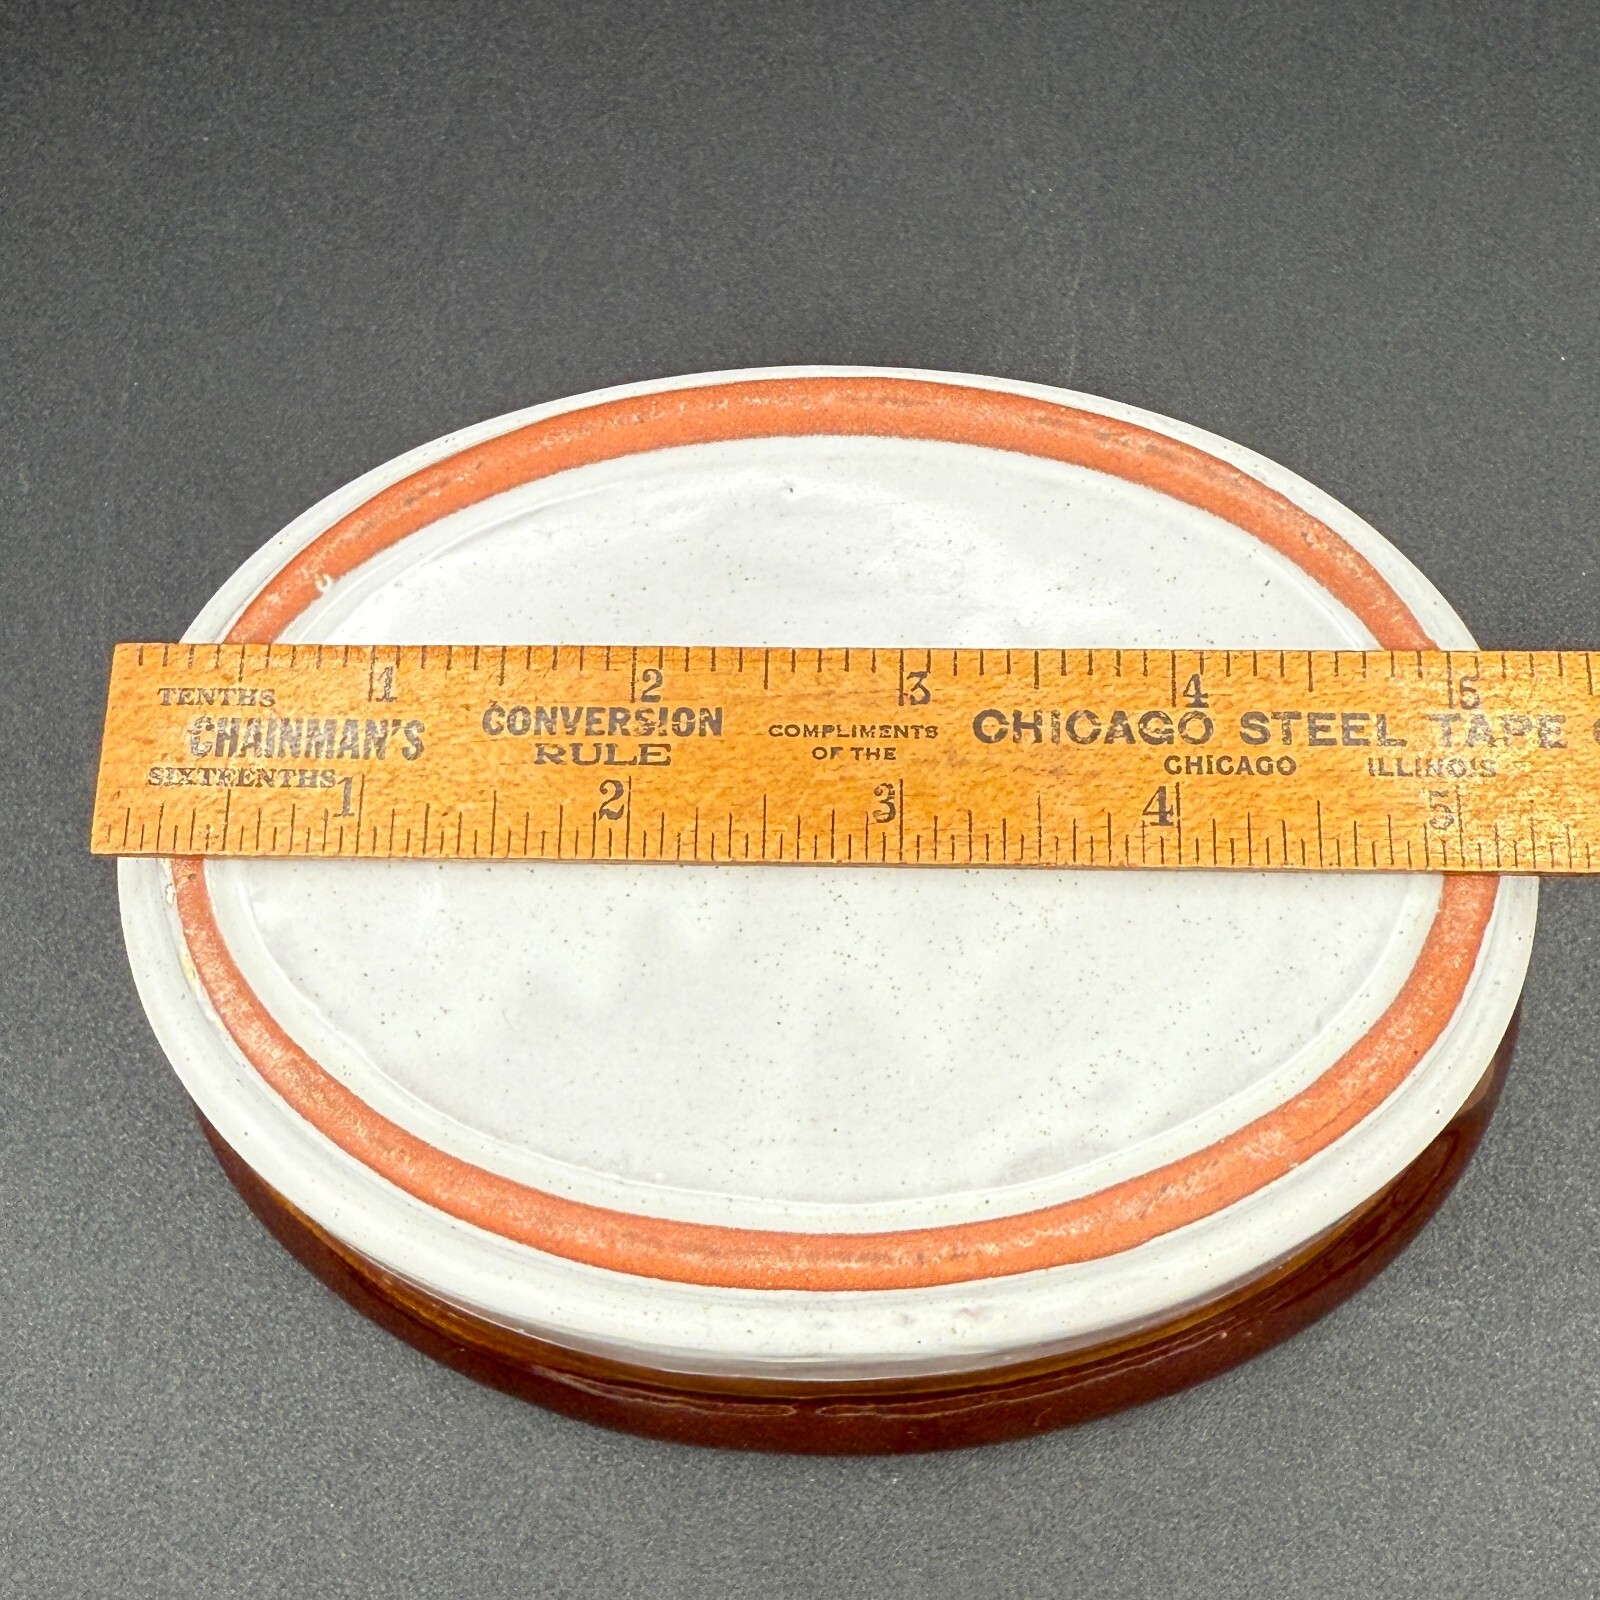 1 2 3 4 5
TENTHS
CHAINMAN'S
SIXTEENTHS
CONVERSION
RULE
COMPLIMENTS
OF THE
CHICAGO STEEL TAPE
CHICAGO ILLINOIS
1 2 3 4 5